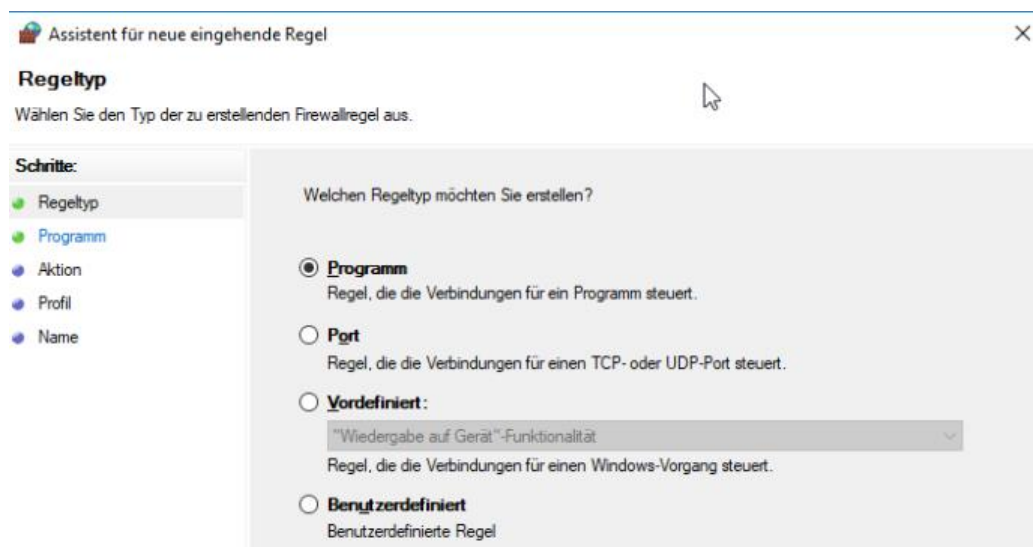 Assistent für neue eingehende Regel
Regeltyp
Wählen Sie den Typ der zu erstellenden Firewallregel aus.
Schritte:
Regeltyp
Programm
Aktion
Profil
Name
Welchen Regeltyp möchten Sie erstellen?
Programm
Regel, die die Verbindungen für ein Programm steuert.
Port
Regel, die die Verbindungen für einen TCP- oder UDP-Port steuert.
Vordefiniert:
"Wiedergabe auf Gerät"-Funktionalität
Regel, die die Verbindungen für einen Windows-Vorgang steuert.
Benutzerdefiniert
Benutzerdefinierte Regel